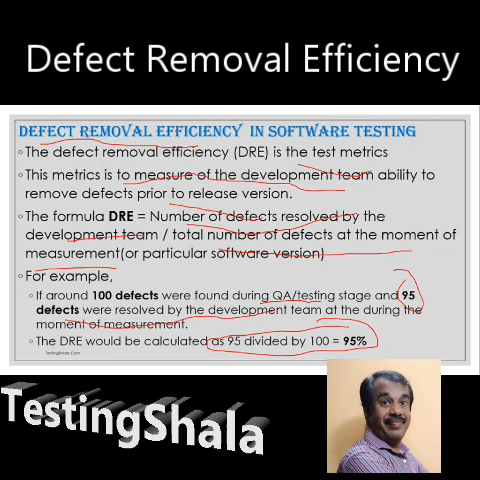 Defect Removal Efficiency
DEFECT REMOVAL EFFICIENCY IN SOFTWARE TESTING
◦The defect removal efficiency (DRE) is the test metrics
◦This metrics is to measure of the development team ability to
remove defects prior to release version.
◦The formula DRE = Number of defects resolved by the
development team / total number of defects at the moment of
measurement(or particular software version)
◦For example,
◦If around 100 defects were found during QA/testing stage and 95
defects were resolved by the development team at the during the
moment of measurement.
◦The DRE would be calculated as 95 divided by 100 = 95%
TestingShala.Com
TestingShala